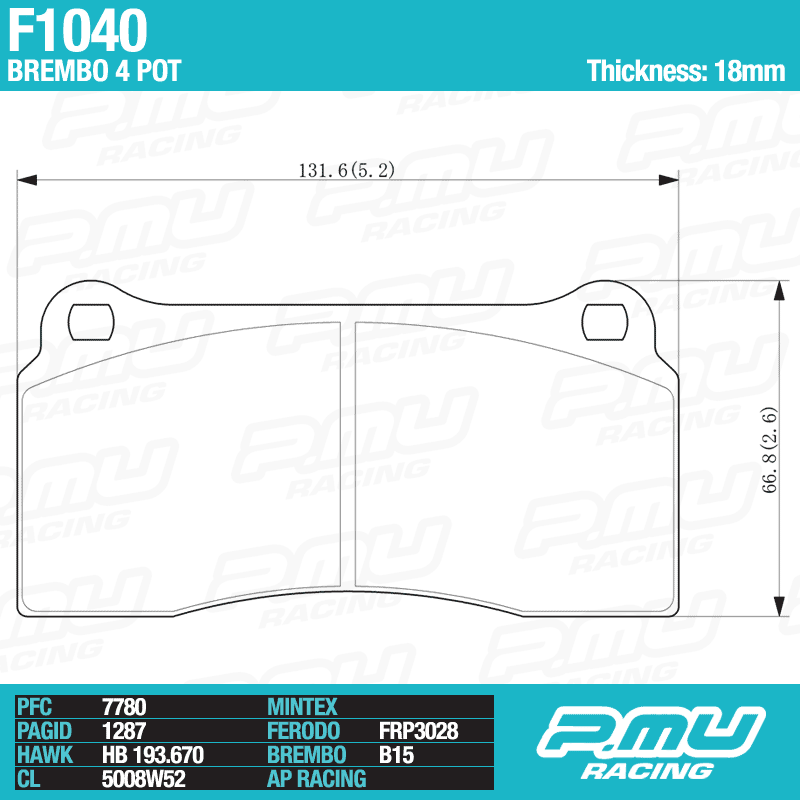 F1040
BREMBO 4 POT
Thickness: 18mm
131.6(5.2)
66.8(2.6)
PFC 7780 MINTEX
PAGID 1287 FERODO FRP3028
HAWK HB 193.670 BREMBO B15
CL 5008W52 AP RACING
P.MU
RACING